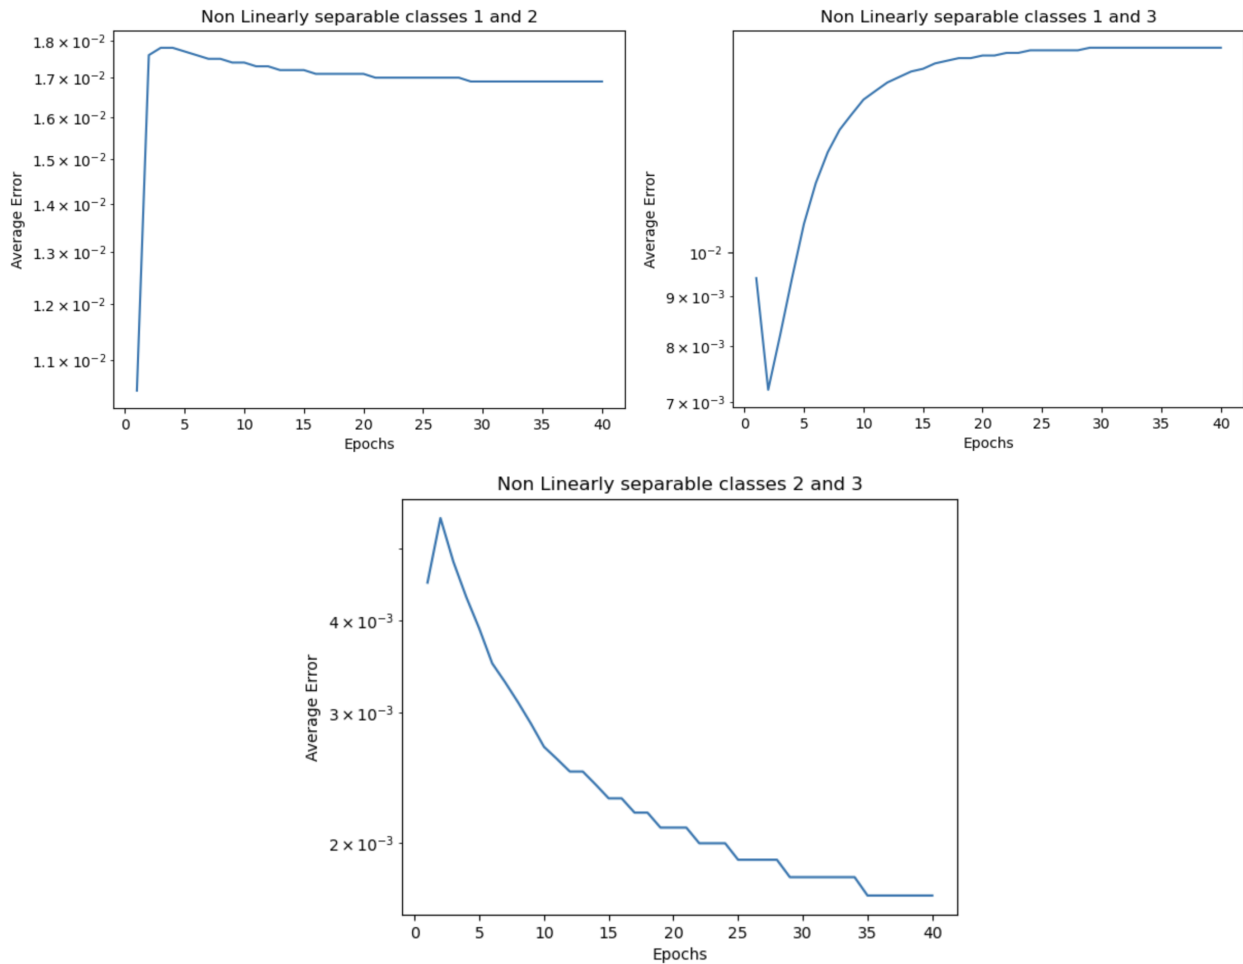 Non Linearly separable classes 1 and 2
1.8 × 10⁻²
1.7 × 10⁻²
1.6 × 10⁻²
1.5 × 10⁻²
1.4 × 10⁻²
1.3 × 10⁻²
1.2 × 10⁻²
1.1 × 10⁻²
Average Error
0 5 10 15 20 25 30 35 40
Epochs
Non Linearly separable classes 1 and 3
10⁻²
9 × 10⁻³
8 × 10⁻³
7 × 10⁻³
Average Error
0 5 10 15 20 25 30 35 40
Epochs
Non Linearly separable classes 2 and 3
4 × 10⁻³
3 × 10⁻³
2 × 10⁻³
Average Error
0 5 10 15 20 25 30 35 40
Epochs